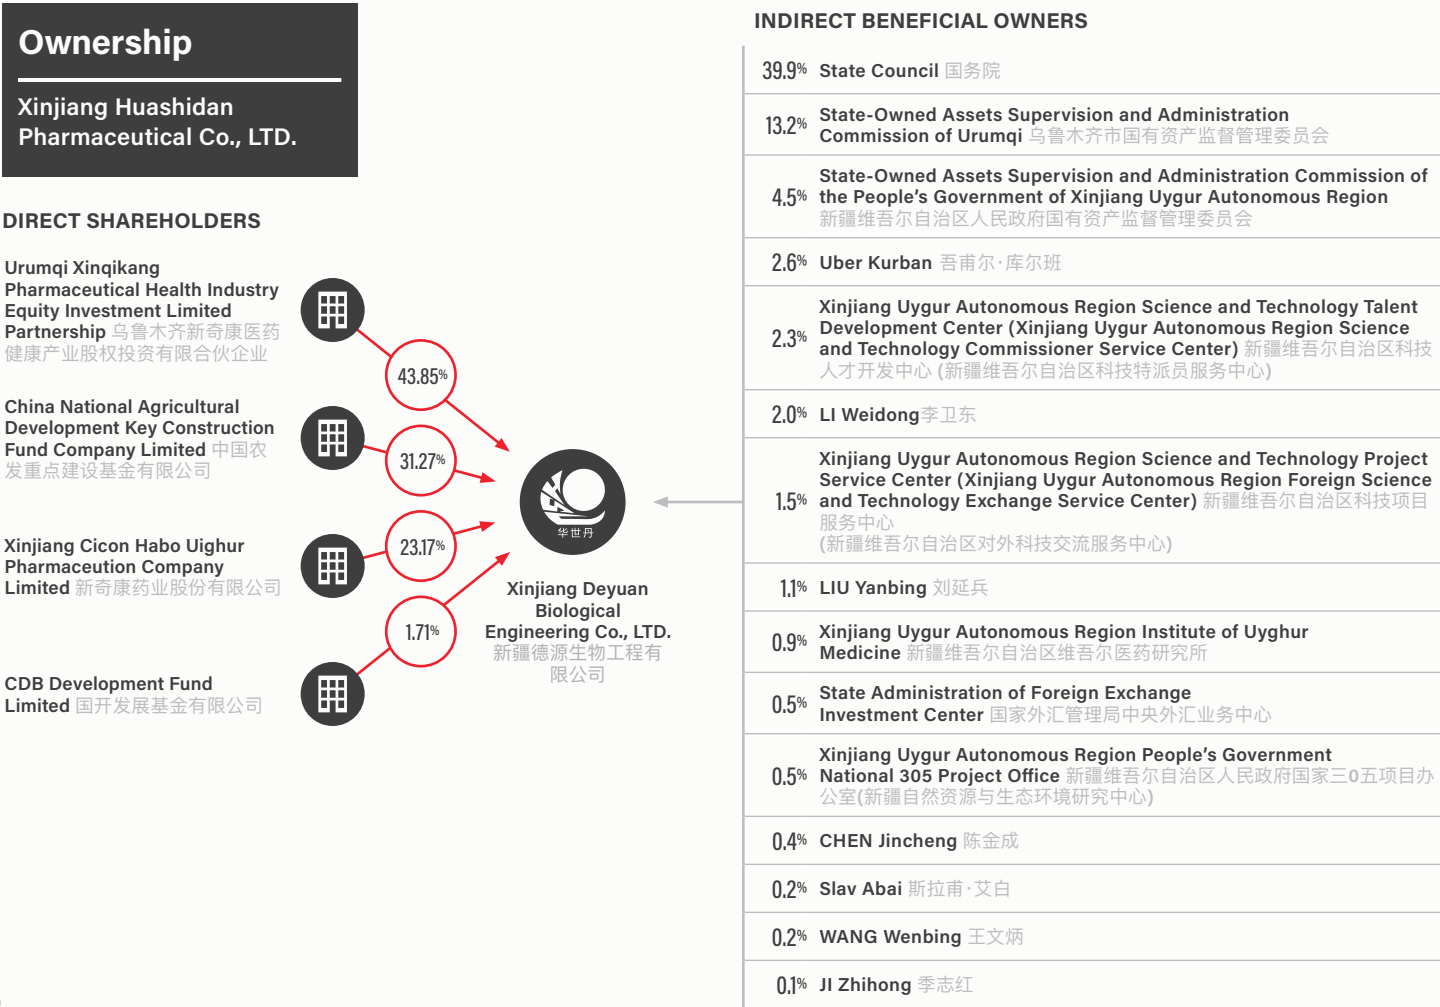 Ownership
Xinjiang Huashidan
Pharmaceutical Co., LTD.
DIRECT SHAREHOLDERS
Urumqi Xinqikang
Pharmaceutical Health Industry
Equity Investment Limited
Partnership 乌鲁木齐新奇康医药
健康产业股权投资有限合伙企业
43.85%
China National Agricultural
Development Key Construction
Fund Company Limited 中国农
发重点建设基金有限公司
31.27%
Xinjiang Cicon Habo Uighur
Pharmaceution Company
Limited 新奇康药业股份有限公司
23.17%
CDB Development Fund
Limited 国开发展基金有限公司
1.71%
华世丹
Xinjiang Deyuan
Biological
Engineering Co., LTD.
新疆德源生物工程有
限公司
INDIRECT BENEFICIAL OWNERS
39.9% State Council 国务院
13.2% State-Owned Assets Supervision and Administration
Commission of Urumqi 乌鲁木齐市国有资产监督管理委员会
4.5% State-Owned Assets Supervision and Administration Commission of
the People's Government of Xinjiang Uygur Autonomous Region
新疆维吾尔自治区人民政府国有资产监督管理委员会
2.6% Uber Kurban 吾甫尔·库尔班
2.3% Xinjiang Uygur Autonomous Region Science and Technology Talent
Development Center (Xinjiang Uygur Autonomous Region Science
and Technology Commissioner Service Center) 新疆维吾尔自治区科技
人才开发中心 (新疆维吾尔自治区科技特派员服务中心)
2.0% LI Weidong李卫东
1.5% Xinjiang Uygur Autonomous Region Science and Technology Project
Service Center (Xinjiang Uygur Autonomous Region Foreign Science
and Technology Exchange Service Center) 新疆维吾尔自治区科技项目
服务中心
(新疆维吾尔自治区对外科技交流服务中心)
1.1% LIU Yanbing 刘延兵
0.9% Xinjiang Uygur Autonomous Region Institute of Uyghur
Medicine 新疆维吾尔自治区维吾尔医药研究所
0.5% State Administration of Foreign Exchange
Investment Center 国家外汇管理局中央外汇业务中心
0.5% Xinjiang Uygur Autonomous Region People's Government
National 305 Project Office 新疆维吾尔自治区人民政府国家三0五项目办
公室(新疆自然资源与生态环境研究中心)
0.4% CHEN Jincheng 陈金成
0.2% Slav Abai 斯拉甫·艾白
0.2% WANG Wenbing 王文炳
0.1% JI Zhihong 季志红